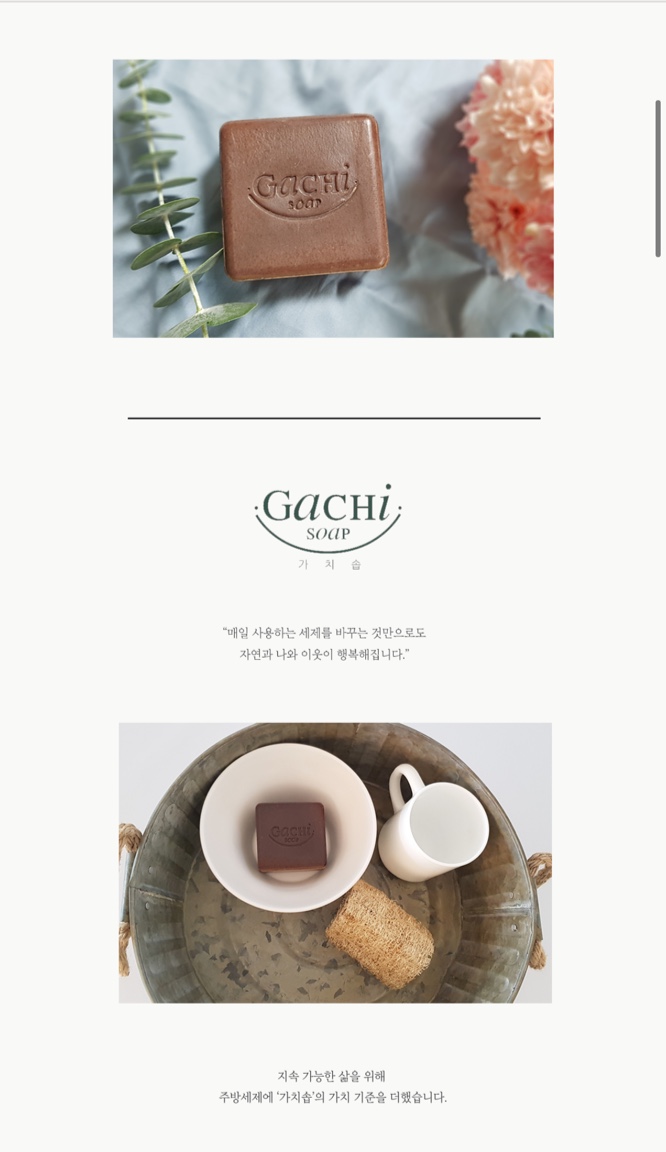 GaCHi
soaP
GaCHi
soaP
가 치 솝
“매일 사용하는 세제를 바꾸는 것만으로도
자연과 나와 이웃이 행복해집니다.”
GaCHi
soaP
지속 가능한 삶을 위해
주방세제에 ‘가치솝’의 가치 기준을 더했습니다.